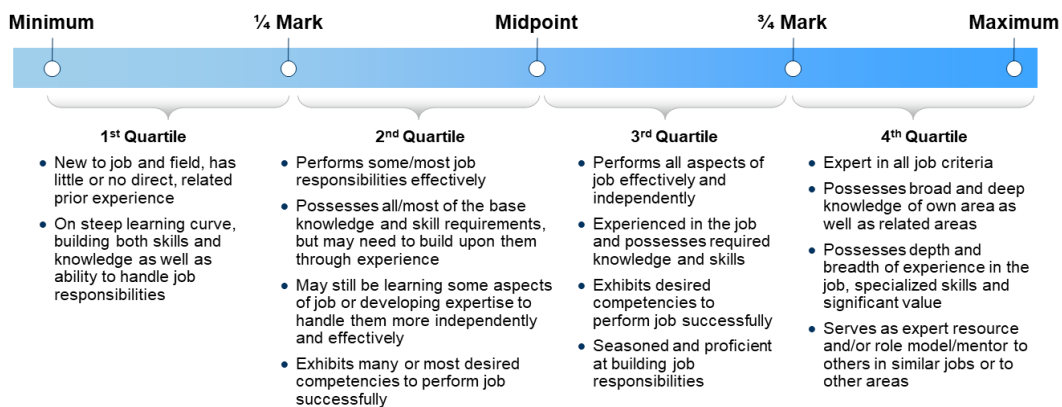 Minimum
¼ Mark
Midpoint
¾ Mark
Maximum
1st Quartile
• New to job and field, has
little or no direct, related
prior experience
• On steep learning curve,
building both skills and
knowledge as well as
ability to handle job
responsibilities
2nd Quartile
• Performs some/most job
responsibilities effectively
• Possesses all/most of the base
knowledge and skill requirements,
but may need to build upon them
through experience
• May still be learning some aspects
of job or developing expertise to
handle them more independently
and effectively
• Exhibits many or most desired
competencies to perform job
successfully
3rd Quartile
• Performs all aspects of
job effectively and
independently
• Experienced in the job
and possesses required
knowledge and skills
• Exhibits desired
competencies to
perform job successfully
• Seasoned and proficient
at building job
responsibilities
4th Quartile
• Expert in all job criteria
• Possesses broad and deep
knowledge of own area as
well as related areas
• Possesses depth and
breadth of experience in the
job, specialized skills and
significant value
• Serves as expert resource
and/or role model/mentor to
others in similar jobs or to
other areas